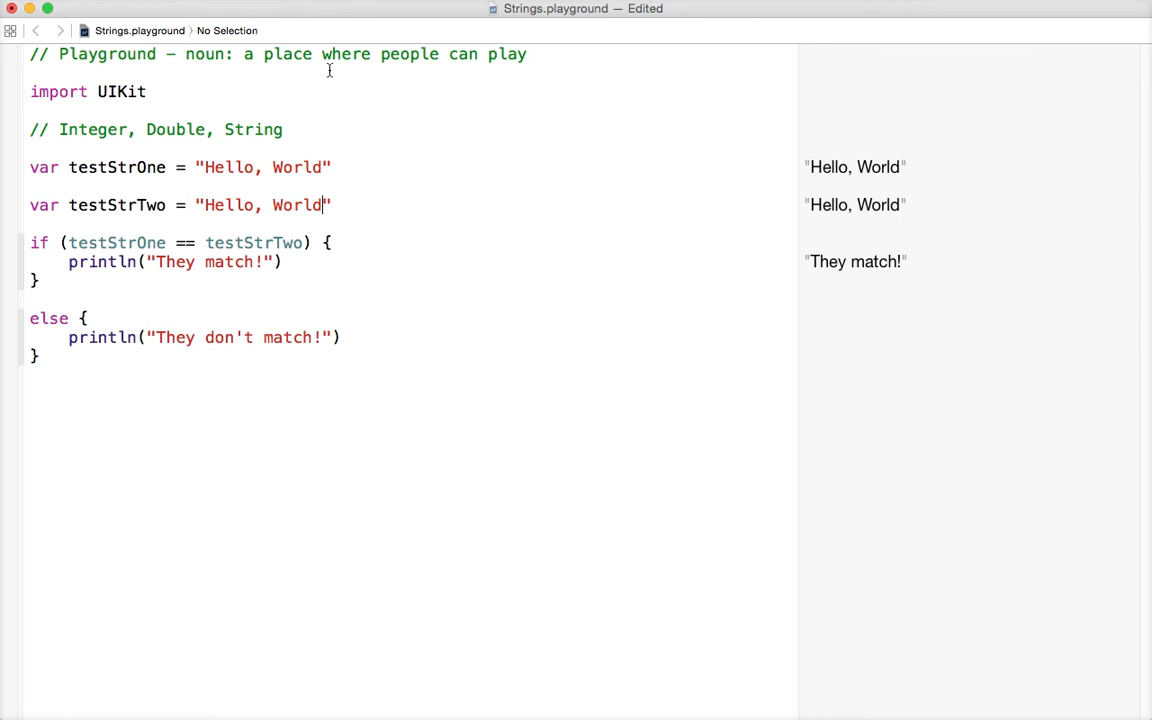 Strings.playground — Edited
Strings.playground 〉 No Selection
// Playground – noun: a place where people can play
import UIKit
// Integer, Double, String
var testStrOne = "Hello, World"
"Hello, World"
var testStrTwo = "Hello, World"
"Hello, World"
if (testStrOne == testStrTwo) {
println("They match!")
"They match!"
}
else {
println("They don't match!")
}